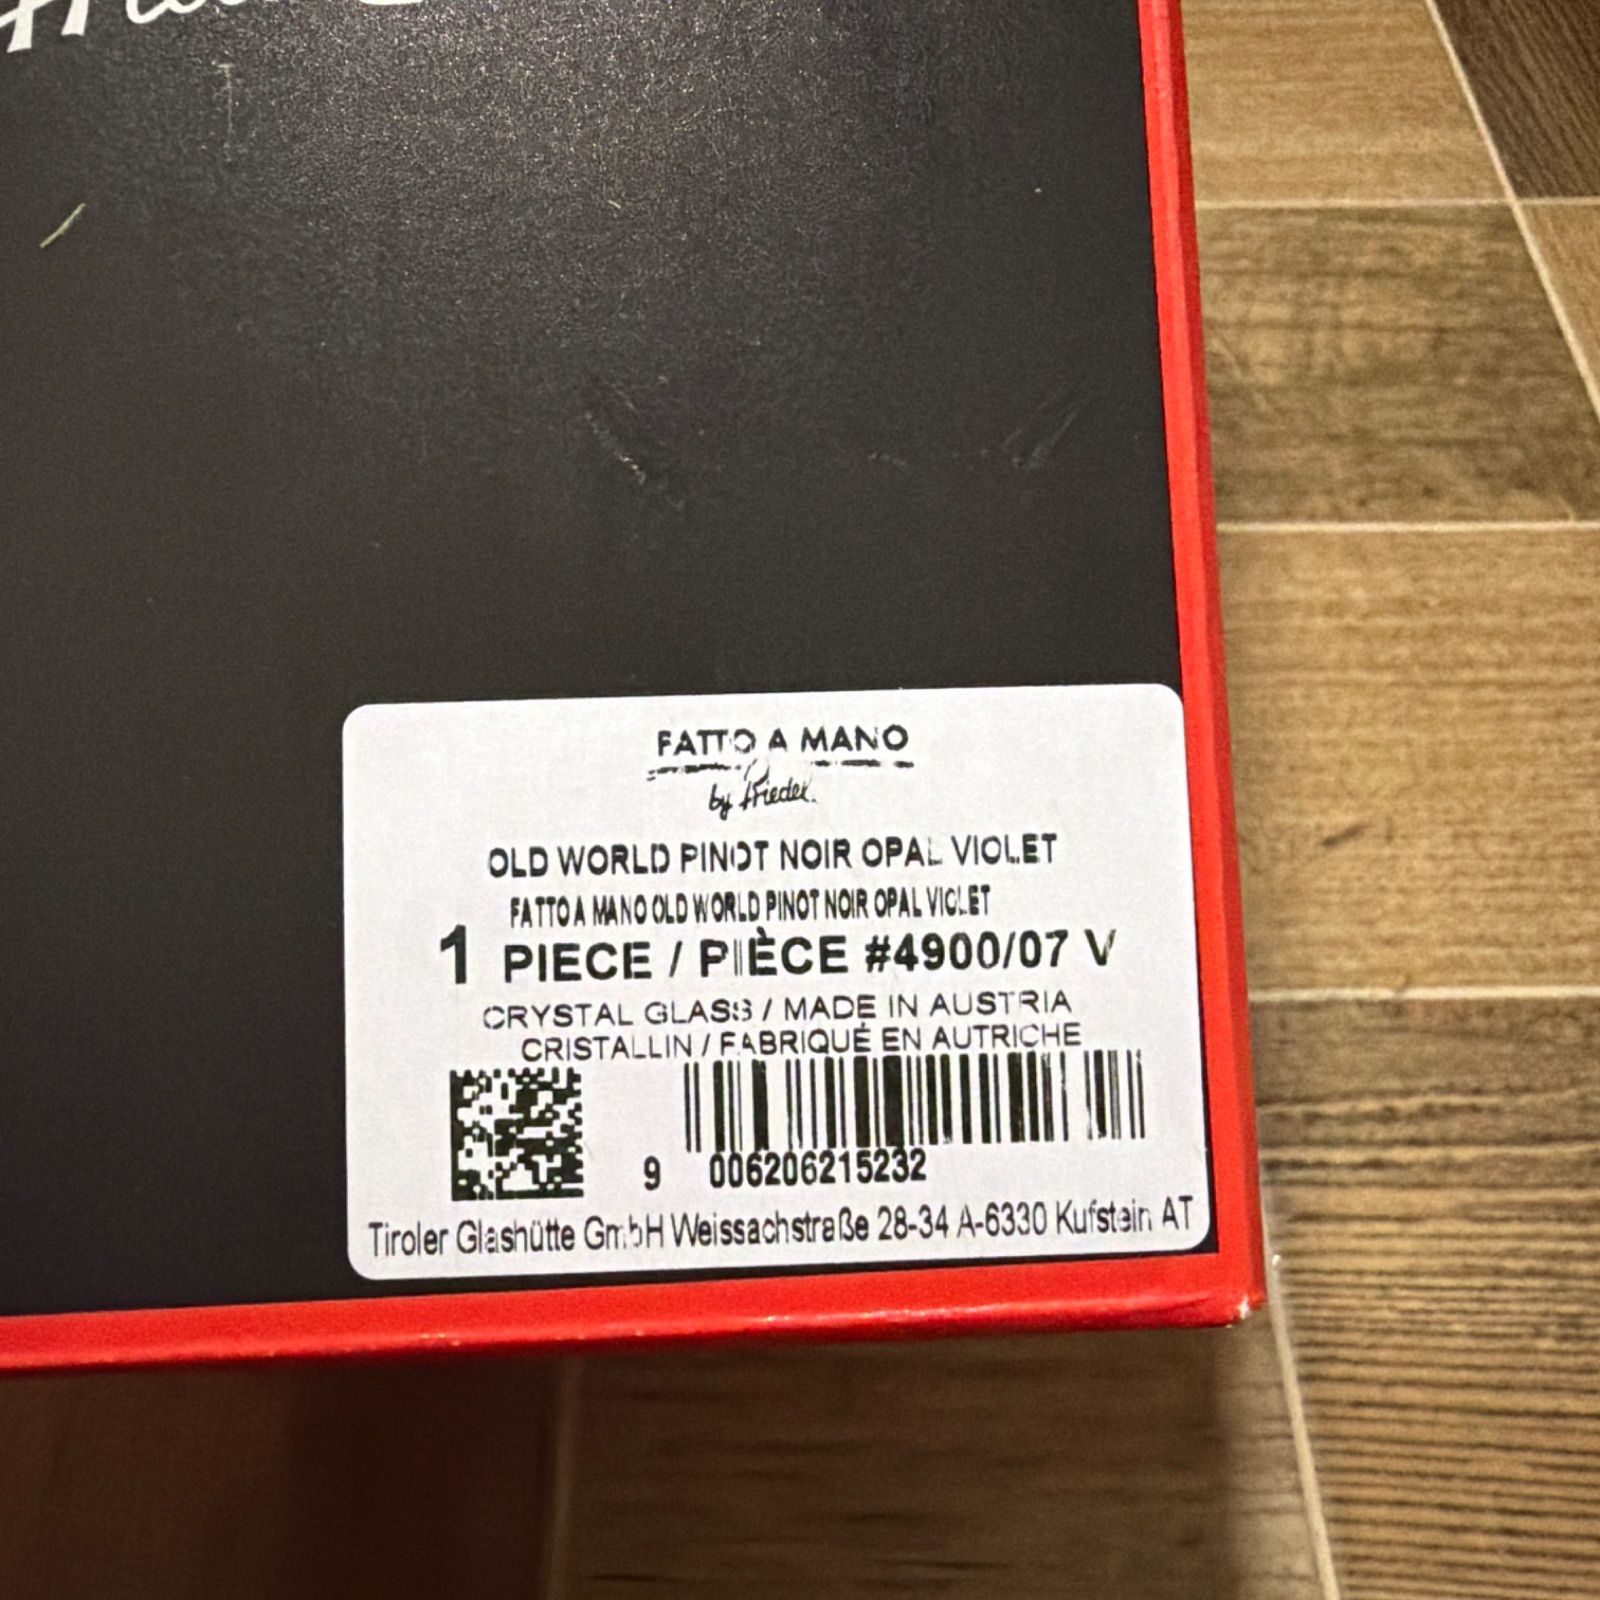 FATTO A MANO
by Riedel.
OLD WORLD PINOT NOIR OPAL VIOLET
FATTO A MANO OLD WORLD PINOT NOIR OPAL VIOLET
1 PIECE / PIÈCE #4900/07 V
CRYSTAL GLASS / MADE IN AUSTRIA
CRISTALLIN / FABRIQUÉ EN AUTRICHE
9 006206215232
Tiroler Glashütte GmbH Weissachstraße 28-34 A-6330 Kufstein AT